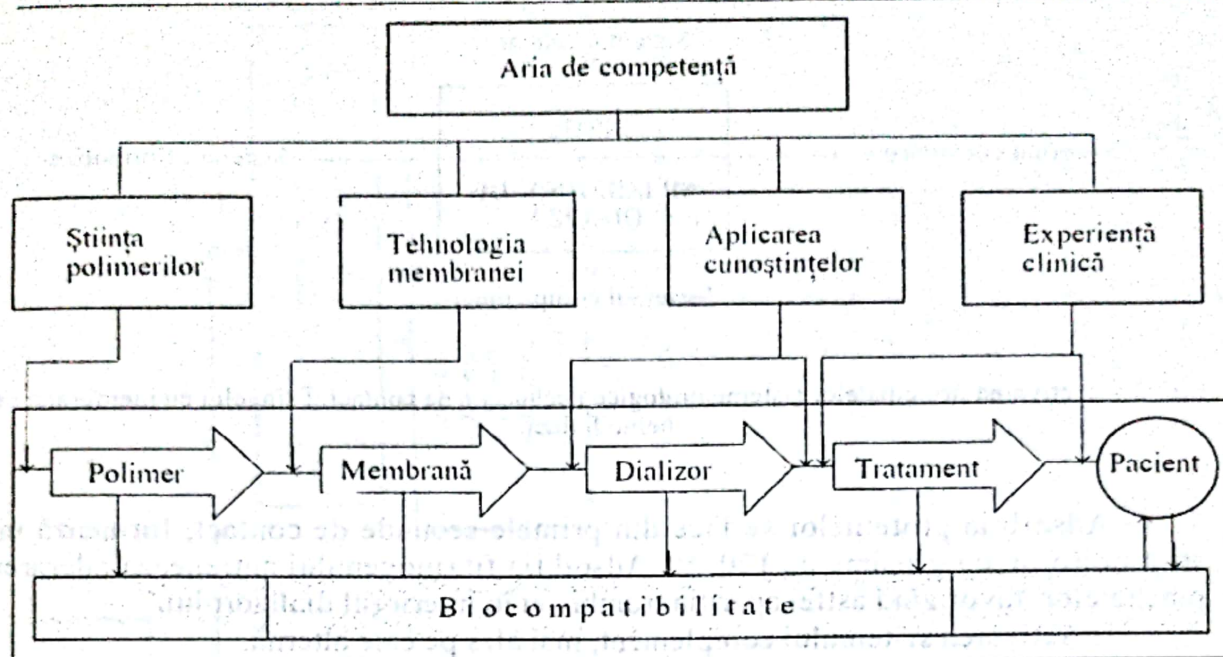 Aria de competență
Știința
polimerilor
Tehnologia
membranei
Aplicarea
cunoștințelor
Experiență
clinică
Polimer
Membrană
Dializor
Tratament
Pacient
Biocompatibilitate